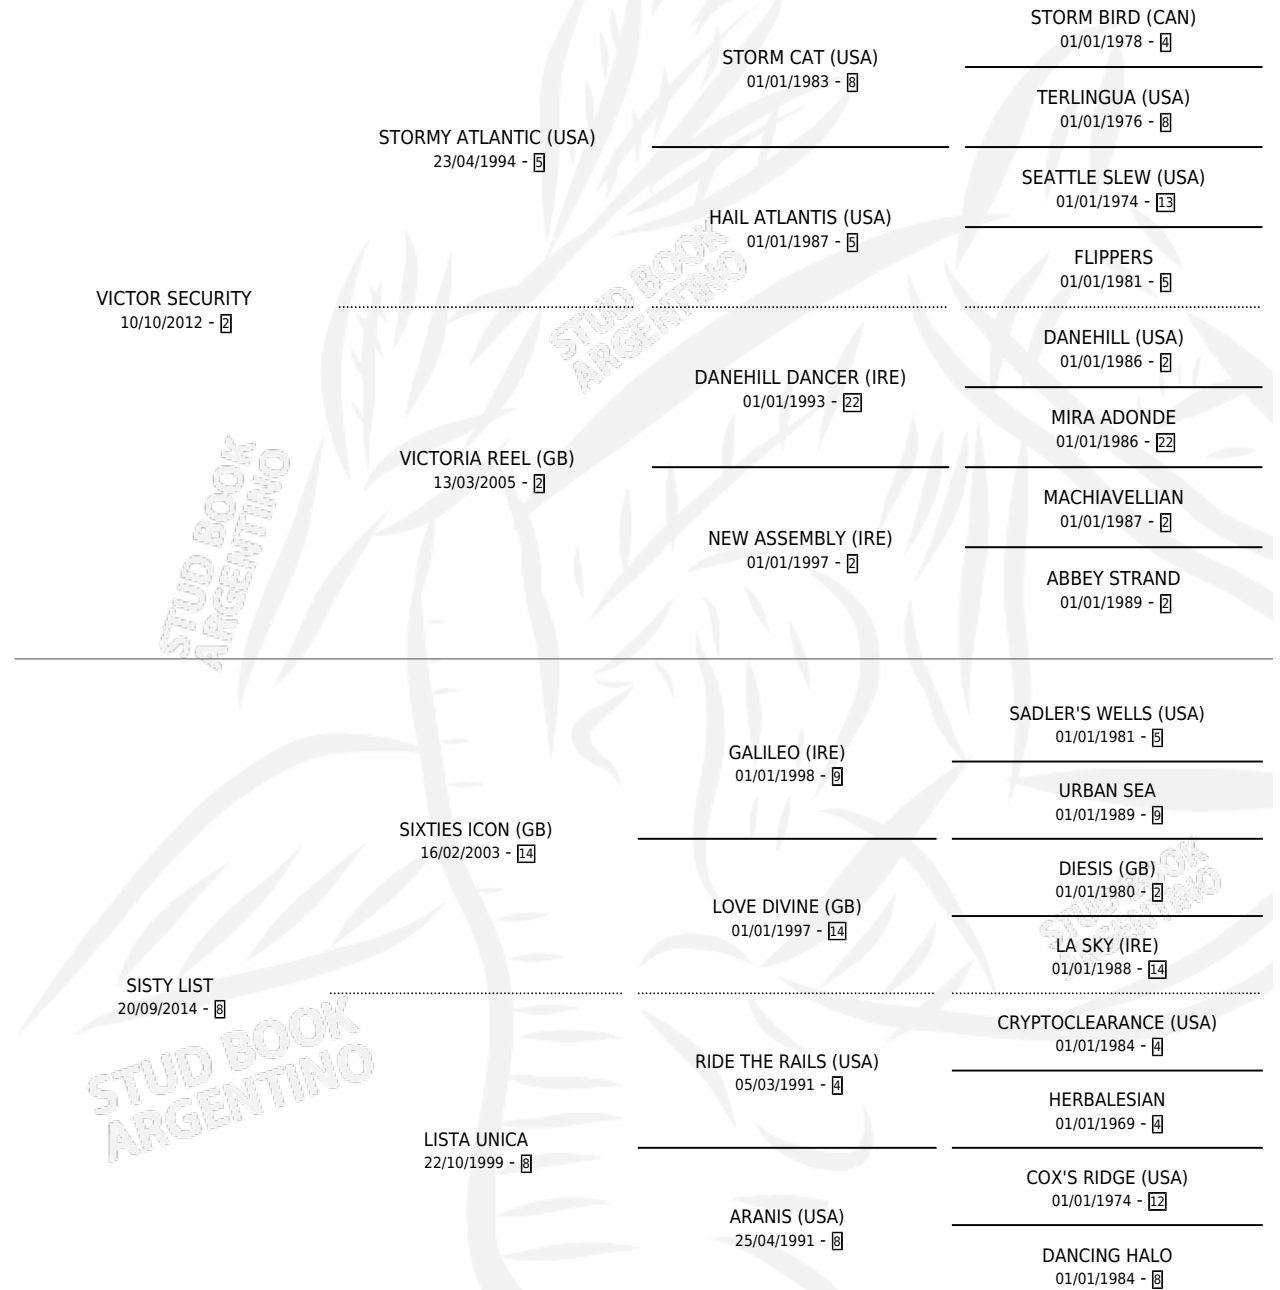 STORM BIRD (CAN)
01/01/1978 - 4
STORM CAT (USA)
01/01/1983 - 8
TERLINGUA (USA)
01/01/1976 - 8
STORMY ATLANTIC (USA)
23/04/1994 - 5
SEATTLE SLEW (USA)
01/01/1974 - 13
HAIL ATLANTIS (USA)
01/01/1987 - 5
FLIPPERS
01/01/1981 - 5
VICTOR SECURITY
10/10/2012 - 2
STUD BOOK
ARGENTINO
DANEHILL (USA)
01/01/1986 - 2
DANEHILL DANCER (IRE)
01/01/1993 - 22
MIRA ADONDE
01/01/1986 - 22
VICTORIA REEL (GB)
13/03/2005 - 2
MACHIAVELLIAN
01/01/1987 - 2
NEW ASSEMBLY (IRE)
01/01/1997 - 2
ABBEY STRAND
01/01/1989 - 2
STUD BOOK
ARGENTINO
SADLER'S WELLS (USA)
01/01/1981 - 5
GALILEO (IRE)
01/01/1998 - 9
URBAN SEA
01/01/1989 - 9
SIXTIES ICON (GB)
16/02/2003 - 14
DIESIS (GB)
01/01/1980 - 2
LOVE DIVINE (GB)
01/01/1997 - 14
STUD BOOK
ARGENTINO
LA SKY (IRE)
01/01/1988 - 14
SISTY LIST
20/09/2014 - 8
CRYPTOCLEARANCE (USA)
01/01/1984 - 4
RIDE THE RAILS (USA)
05/03/1991 - 4
STUD BOOK
ARGENTINO
HERBALESIAN
01/01/1969 - 4
LISTA UNICA
22/10/1999 - 8
COX'S RIDGE (USA)
01/01/1974 - 12
ARANIS (USA)
25/04/1991 - 8
DANCING HALO
01/01/1984 - 8